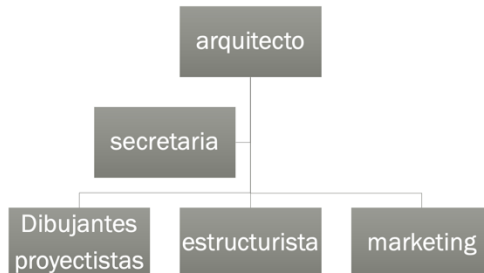 arquitecto
secretaria
Dibujantes
proyectistas
estructurista
marketing